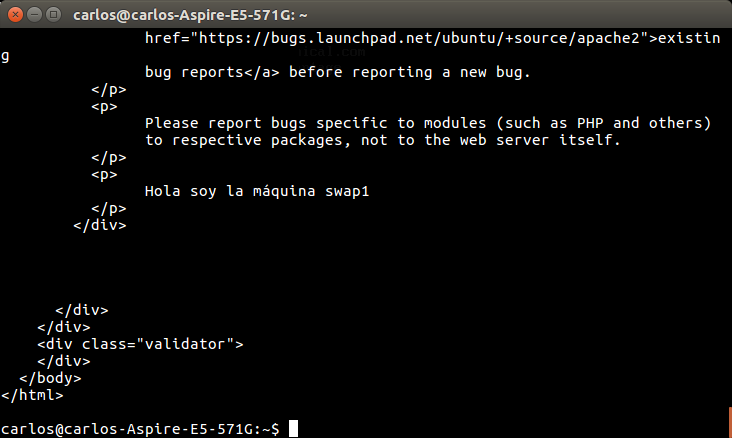 carlos@carlos-Aspire-E5-571G: ~
href="https://bugs.launchpad.net/ubuntu/+source/apache2">existin
g
bug reports</a> before reporting a new bug.
</p>
<p>
Please report bugs specific to modules (such as PHP and others)
to respective packages, not to the web server itself.
</p>
<p>
Hola soy la máquina swap1
</p>
</div>
</div>
</div>
<div class="validator">
</div>
</body>
</html>
carlos@carlos-Aspire-E5-571G:~$